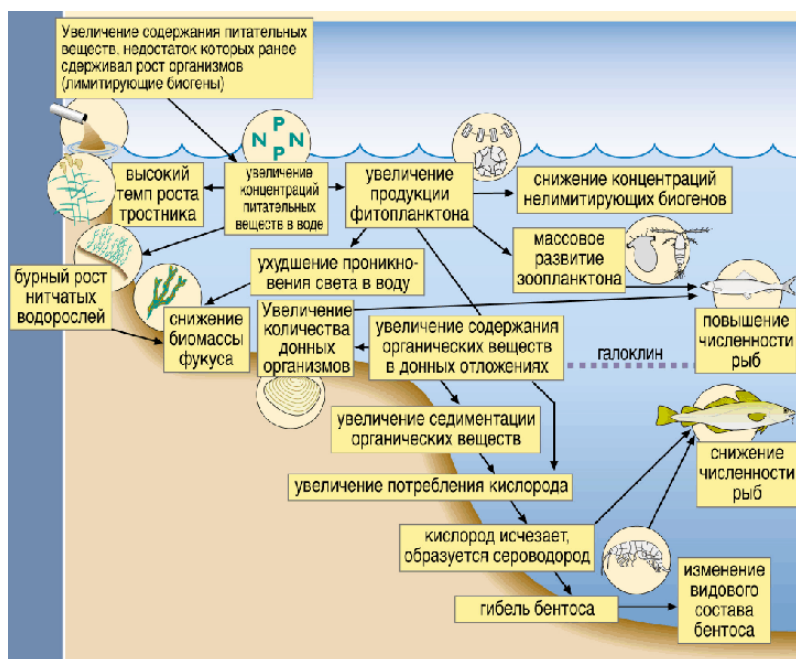 Увеличение содержания питательных
веществ, недостаток которых ранее
сдерживал рост организмов
(лимитирующие биогены)
P
N N
P
высокий
темп роста
тростника
увеличение
концентраций
питательных
веществ в воде
увеличение
продукции
фитопланктона
снижение концентраций
нелимитирующих биогенов
массовое
развитие
зоопланктона
ухудшение проникно-
вения света в воду
бурный рост
нитчатых
водорослей
снижение
биомассы
фукуса
Увеличение
количества
донных
организмов
увеличение содержания
органических веществ
в донных отложениях
галоклин
повышение
численности
рыб
увеличение седиментации
органических веществ
снижение
численности
рыб
увеличение потребления кислорода
кислород исчезает,
образуется сероводород
гибель бентоса
изменение
видового
состава
бентоса